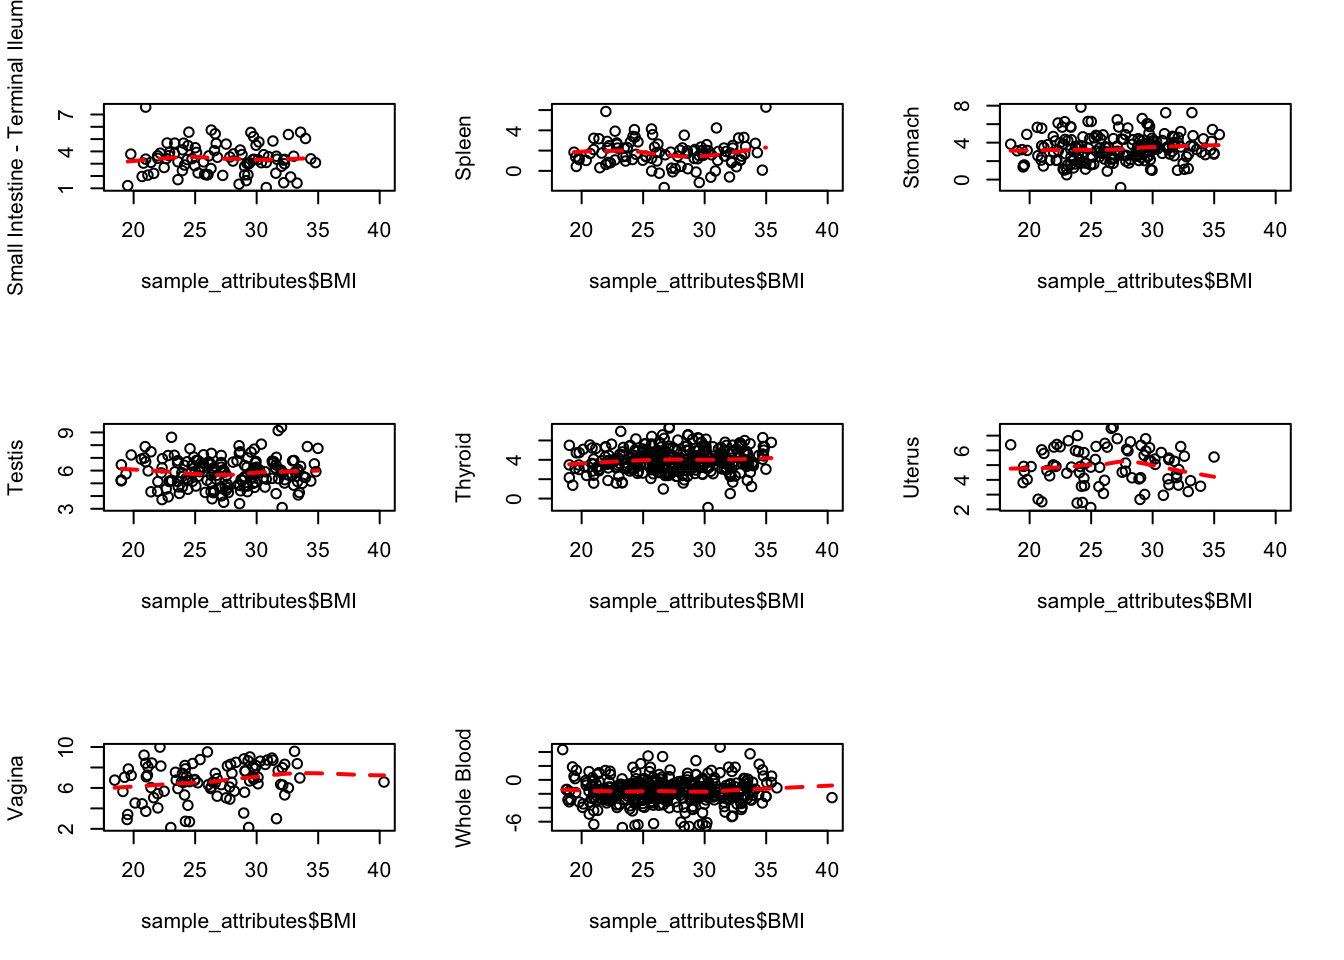 Small Intestine - Terminal Ileum
7
4
1
20 25 30 35 40
sample_attributes$BMI
Spleen
4
0
20 25 30 35 40
sample_attributes$BMI
Stomach
8
4
0
20 25 30 35 40
sample_attributes$BMI
Testis
9
6
3
20 25 30 35 40
sample_attributes$BMI
Thyroid
4
0
20 25 30 35 40
sample_attributes$BMI
Uterus
6
4
2
20 25 30 35 40
sample_attributes$BMI
Vagina
10
6
2
20 25 30 35 40
sample_attributes$BMI
Whole Blood
0
-6
20 25 30 35 40
sample_attributes$BMI